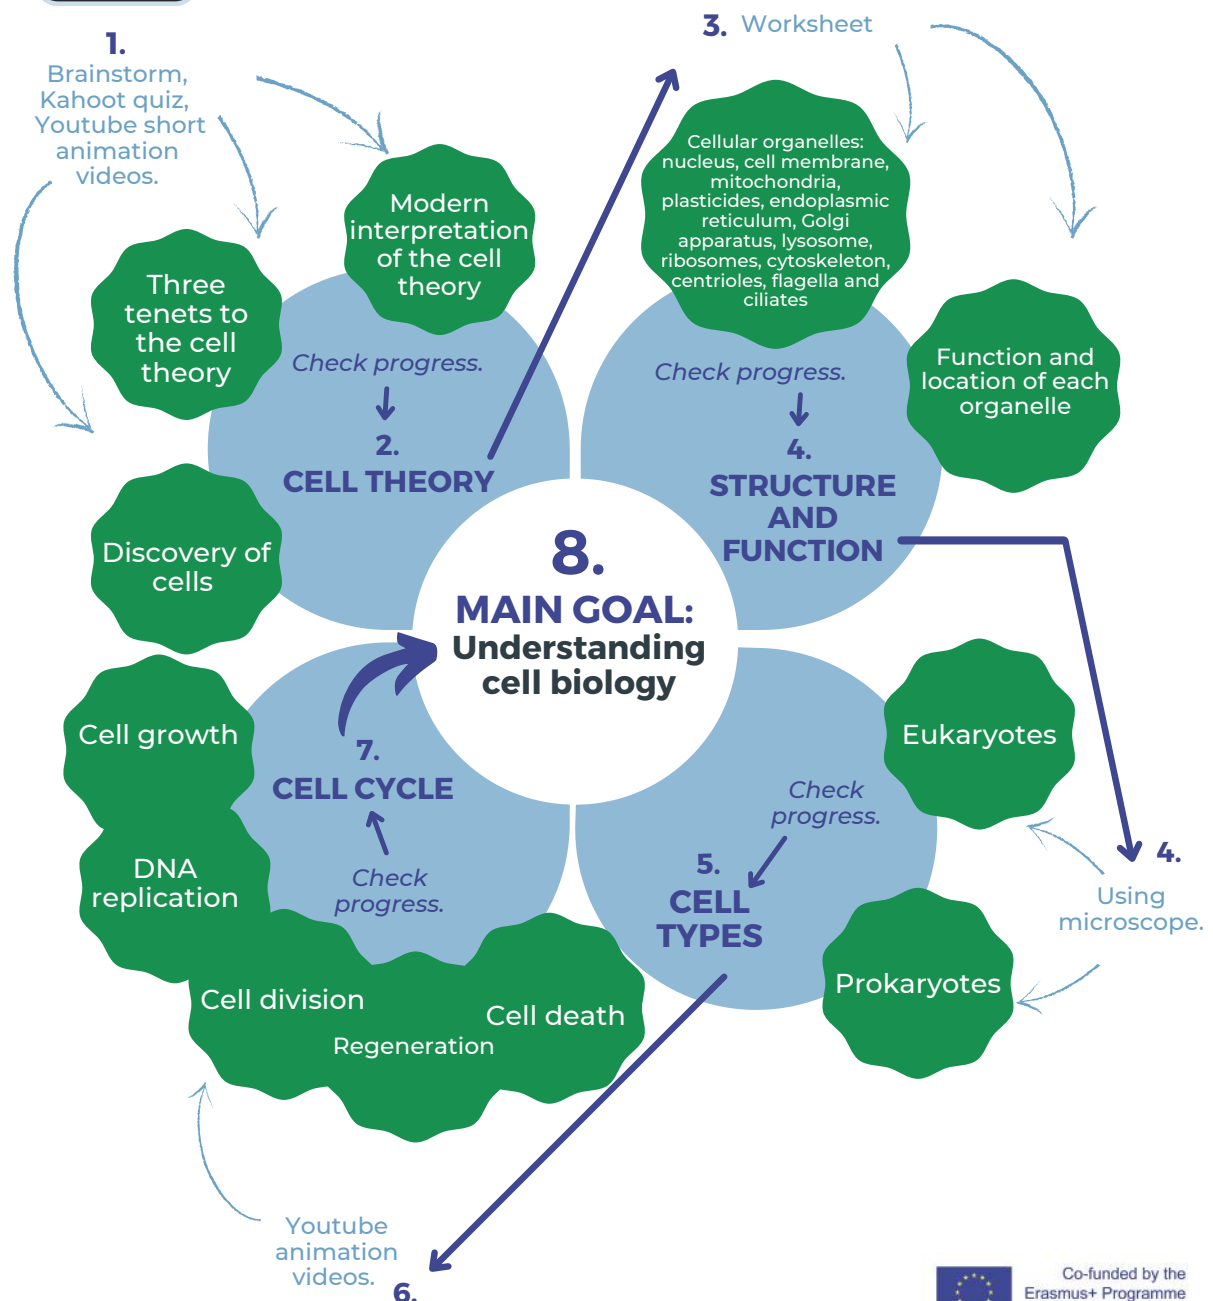 1.
Brainstorm,
Kahoot quiz,
Youtube short
animation
videos.
Three
tenets to
the cell
theory
Modern
interpretation
of the cell
theory
Discovery of
cells
Check progress.
2.
CELL THEORY
3. Worksheet
Cellular organelles:
nucleus, cell membrane,
mitochondria,
plasticides, endoplasmic
reticulum, Golgi
apparatus, lysosome,
ribosomes, cytoskeleton,
centrioles, flagella and
ciliates
Function and
location of each
organelle
Check progress.
4.
STRUCTURE
AND
FUNCTION
8.
MAIN GOAL:
Understanding
cell biology
4.
Using
microscope.
Eukaryotes
Prokaryotes
Check
progress.
5.
CELL
TYPES
6.
Youtube
animation
videos.
Cell growth
DNA
replication
Cell division
Regeneration
Cell death
Check
progress.
7.
CELL CYCLE
Co-funded by the
Erasmus+ Programme